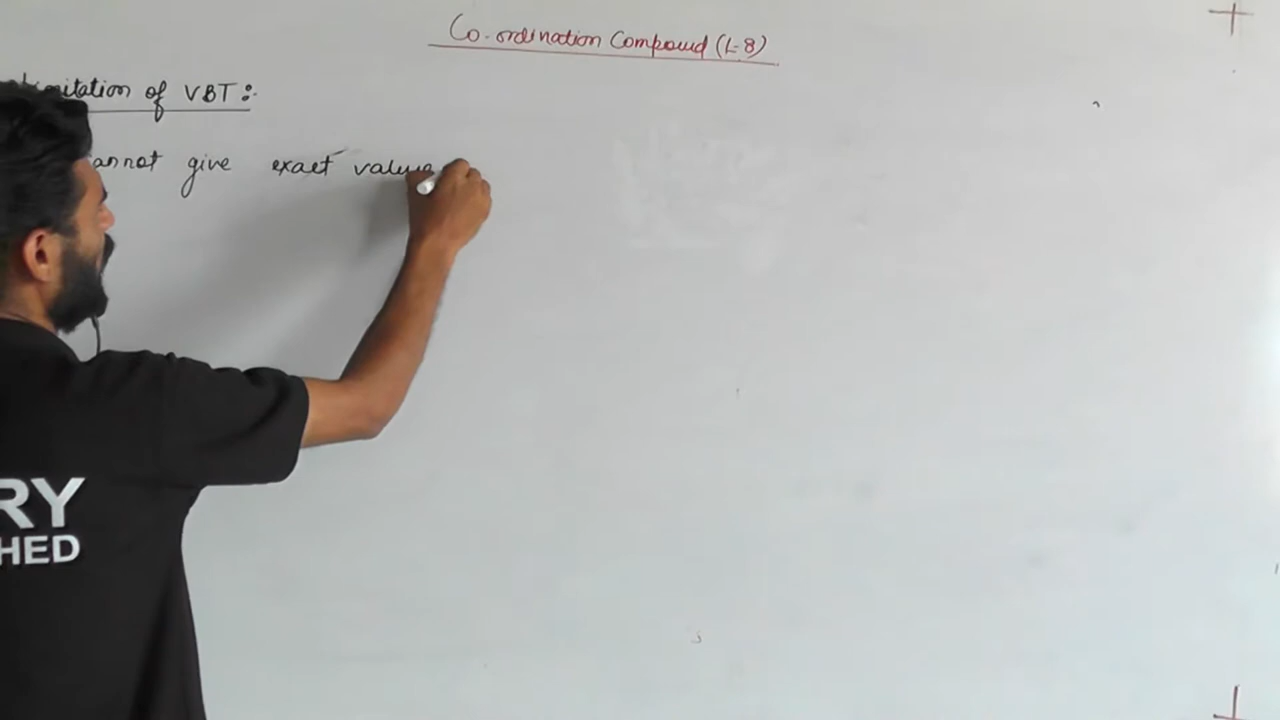 Co-ordination Compound (L-8)
Limitation of VBT :-
cannot give exact value
RY
HED